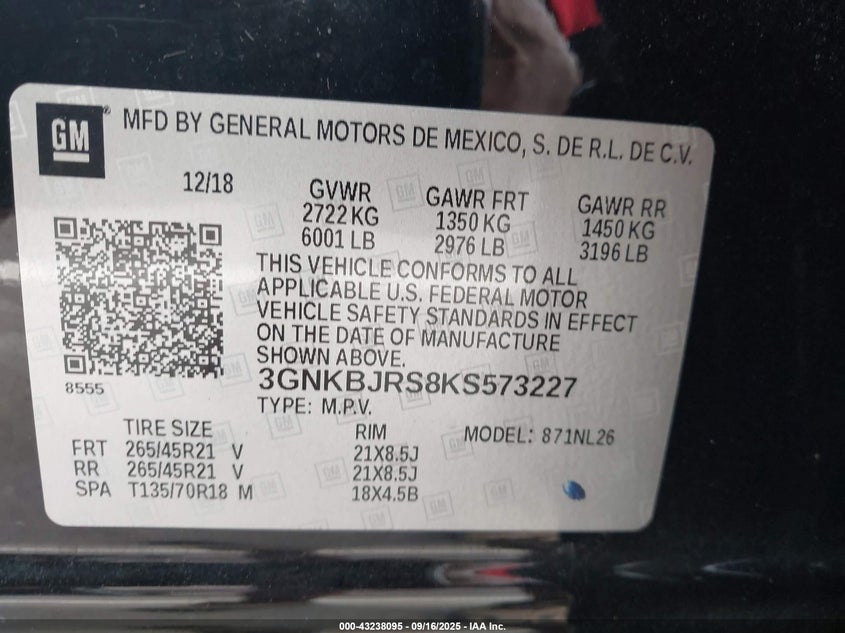 GM ® MFD BY GENERAL MOTORS DE MEXICO, S. DE R.L. DE C.V.
12/18
GVWR GAWR FRT GAWR RR
2722 KG 1350 KG 1450 KG
6001 LB 2976 LB 3196 LB
THIS VEHICLE CONFORMS TO ALL
APPLICABLE U.S. FEDERAL MOTOR
VEHICLE SAFETY STANDARDS IN EFFECT
ON THE DATE OF MANUFACTURE
SHOWN ABOVE.
8555
3GNKBJRS8KS573227
TYPE: M.P.V.
TIRE SIZE RIM MODEL: 871NL26
FRT 265/45R21 V 21X8.5J
RR 265/45R21 V 21X8.5J
SPA T135/70R18 M 18X4.5B
000-43238095 - 09/16/2025 - IAA Inc.